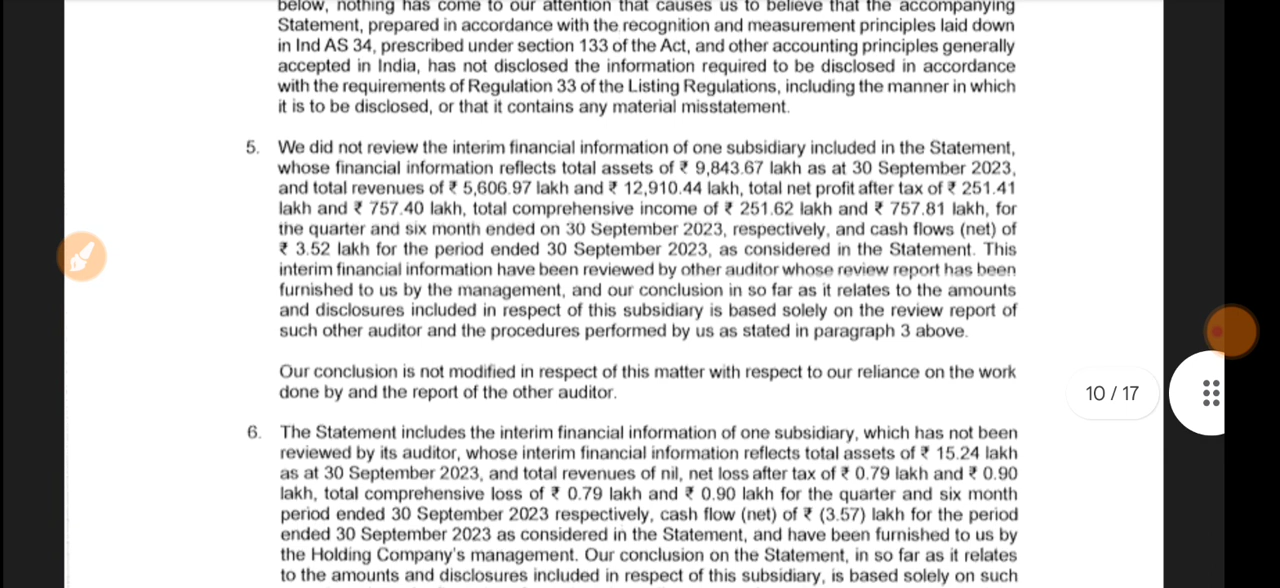 below, nothing has come to our attention that causes us to believe that the accompanying
Statement, prepared in accordance with the recognition and measurement principles laid down
in Ind AS 34, prescribed under section 133 of the Act, and other accounting principles generally
accepted in India, has not disclosed the information required to be disclosed in accordance
with the requirements of Regulation 33 of the Listing Regulations, including the manner in which
it is to be disclosed, or that it contains any material misstatement.
5. We did not review the interim financial information of one subsidiary included in the Statement,
whose financial information reflects total assets of ₹ 9,843.67 lakh as at 30 September 2023,
and total revenues of ₹ 5,606.97 lakh and ₹ 12,910.44 lakh, total net profit after tax of ₹ 251.41
lakh and ₹ 757.40 lakh, total comprehensive income of ₹ 251.62 lakh and ₹ 757.81 lakh, for
the quarter and six month ended on 30 September 2023, respectively, and cash flows (net) of
₹ 3.52 lakh for the period ended 30 September 2023, as considered in the Statement. This
interim financial information have been reviewed by other auditor whose review report has been
furnished to us by the management, and our conclusion in so far as it relates to the amounts
and disclosures included in respect of this subsidiary is based solely on the review report of
such other auditor and the procedures performed by us as stated in paragraph 3 above.
Our conclusion is not modified in respect of this matter with respect to our reliance on the work
done by and the report of the other auditor.
10 / 17
6. The Statement includes the interim financial information of one subsidiary, which has not been
reviewed by its auditor, whose interim financial information reflects total assets of ₹ 15.24 lakh
as at 30 September 2023, and total revenues of nil, net loss after tax of ₹ 0.79 lakh and ₹ 0.90
lakh, total comprehensive loss of ₹ 0.79 lakh and ₹ 0.90 lakh for the quarter and six month
period ended 30 September 2023 respectively, cash flow (net) of ₹ (3.57) lakh for the period
ended 30 September 2023 as considered in the Statement, and have been furnished to us by
the Holding Company's management. Our conclusion on the Statement, in so far as it relates
to the amounts and disclosures included in respect of this subsidiary, is based solely on such